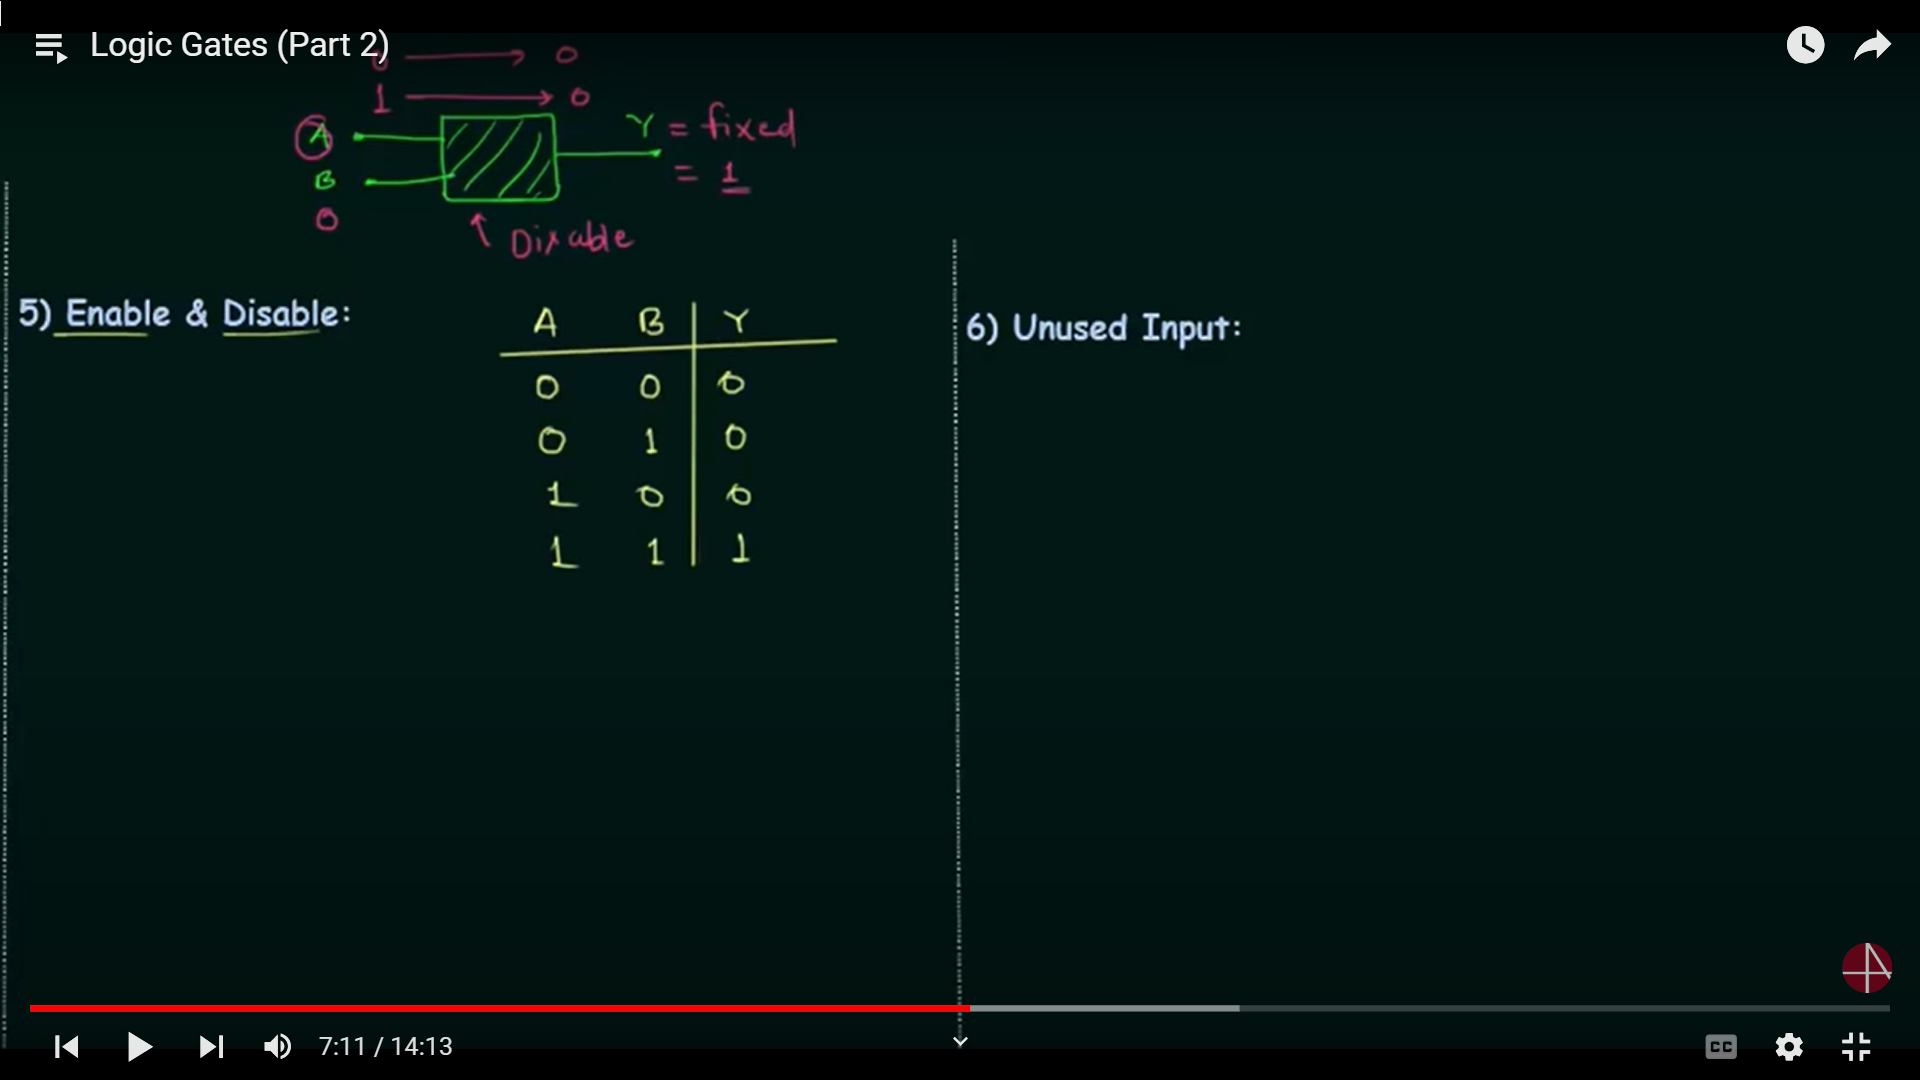 Logic Gates (Part 2)
0 → 0
1 → 0
A
Y = fixed
B
= 1
0
Disable
5) Enable & Disable:
A B Y
0 0 0
0 1 0
1 0 0
1 1 1
6) Unused Input:
7:11 / 14:13
CC